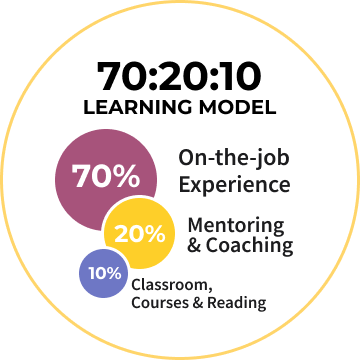 70:20:10
LEARNING MODEL
70%
On-the-job
Experience
20%
Mentoring
& Coaching
10%
Classroom,
Courses & Reading